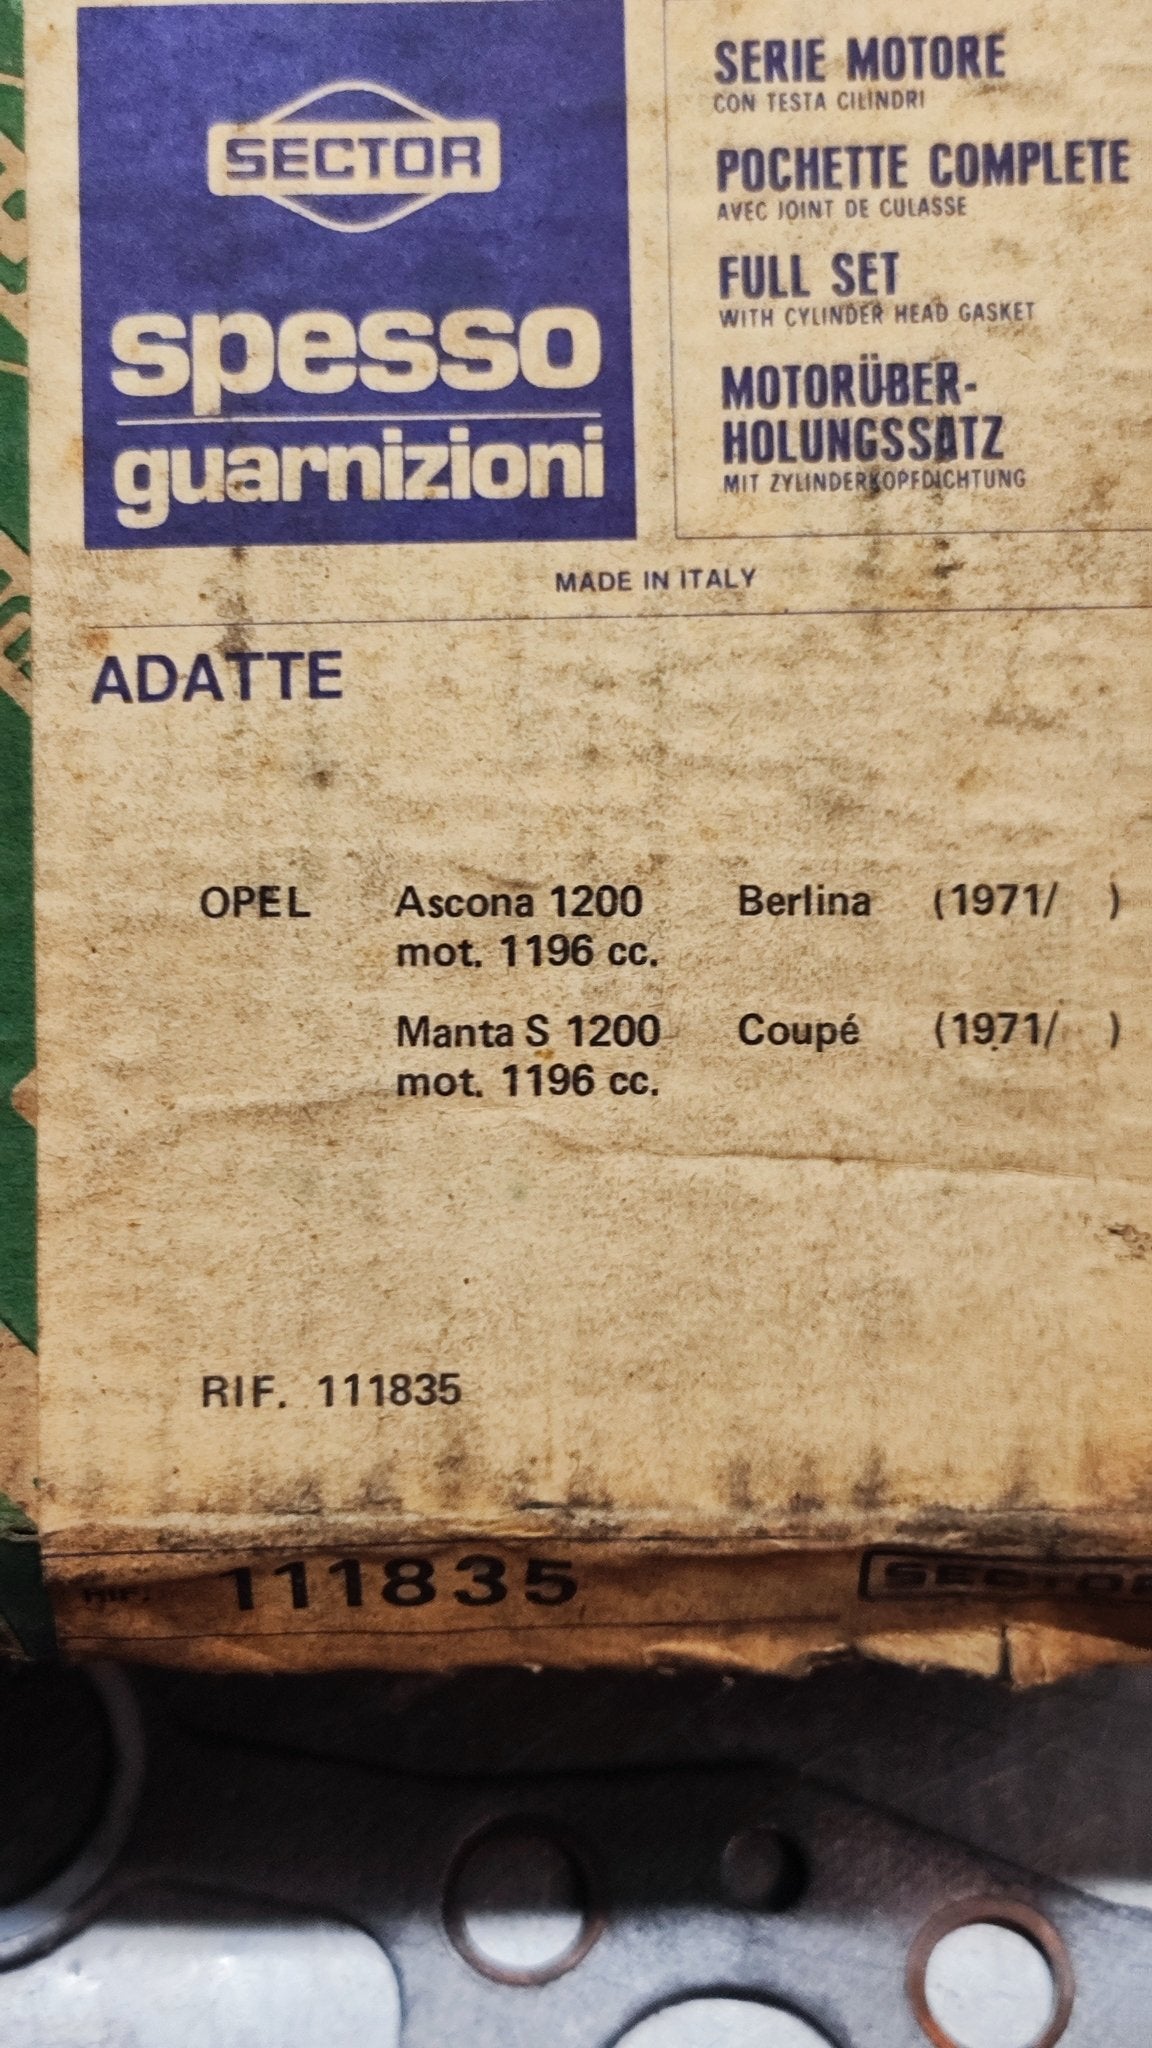 SECTOR
spesso
guarnizioni
SERIE MOTORE
CON TESTA CILINDRI
POCHETTE COMPLETE
AVEC JOINT DE CULASSE
FULL SET
WITH CYLINDER HEAD GASKET
MOTORÜBER-
HOLUNGSSATZ
MIT ZYLINDERKOPFDICHTUNG
MADE IN ITALY
ADATTE
OPEL Ascona 1200 Berlina (1971/ )
mot. 1196 cc.
Manta S 1200 Coupé (1971/ )
mot. 1196 cc.
RIF. 111835
RIF. 111835 SECTOR